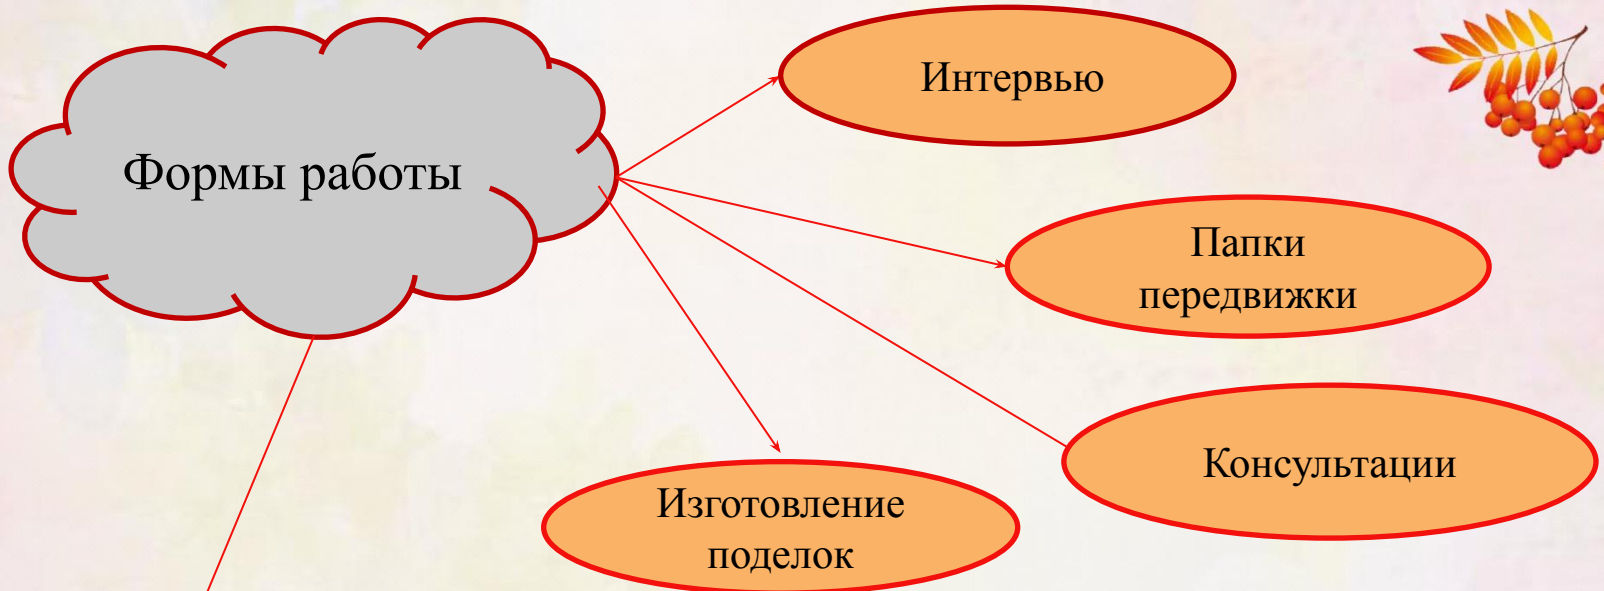 Формы работы
Интервью
Папки
передвижки
Консультации
Изготовление
поделок